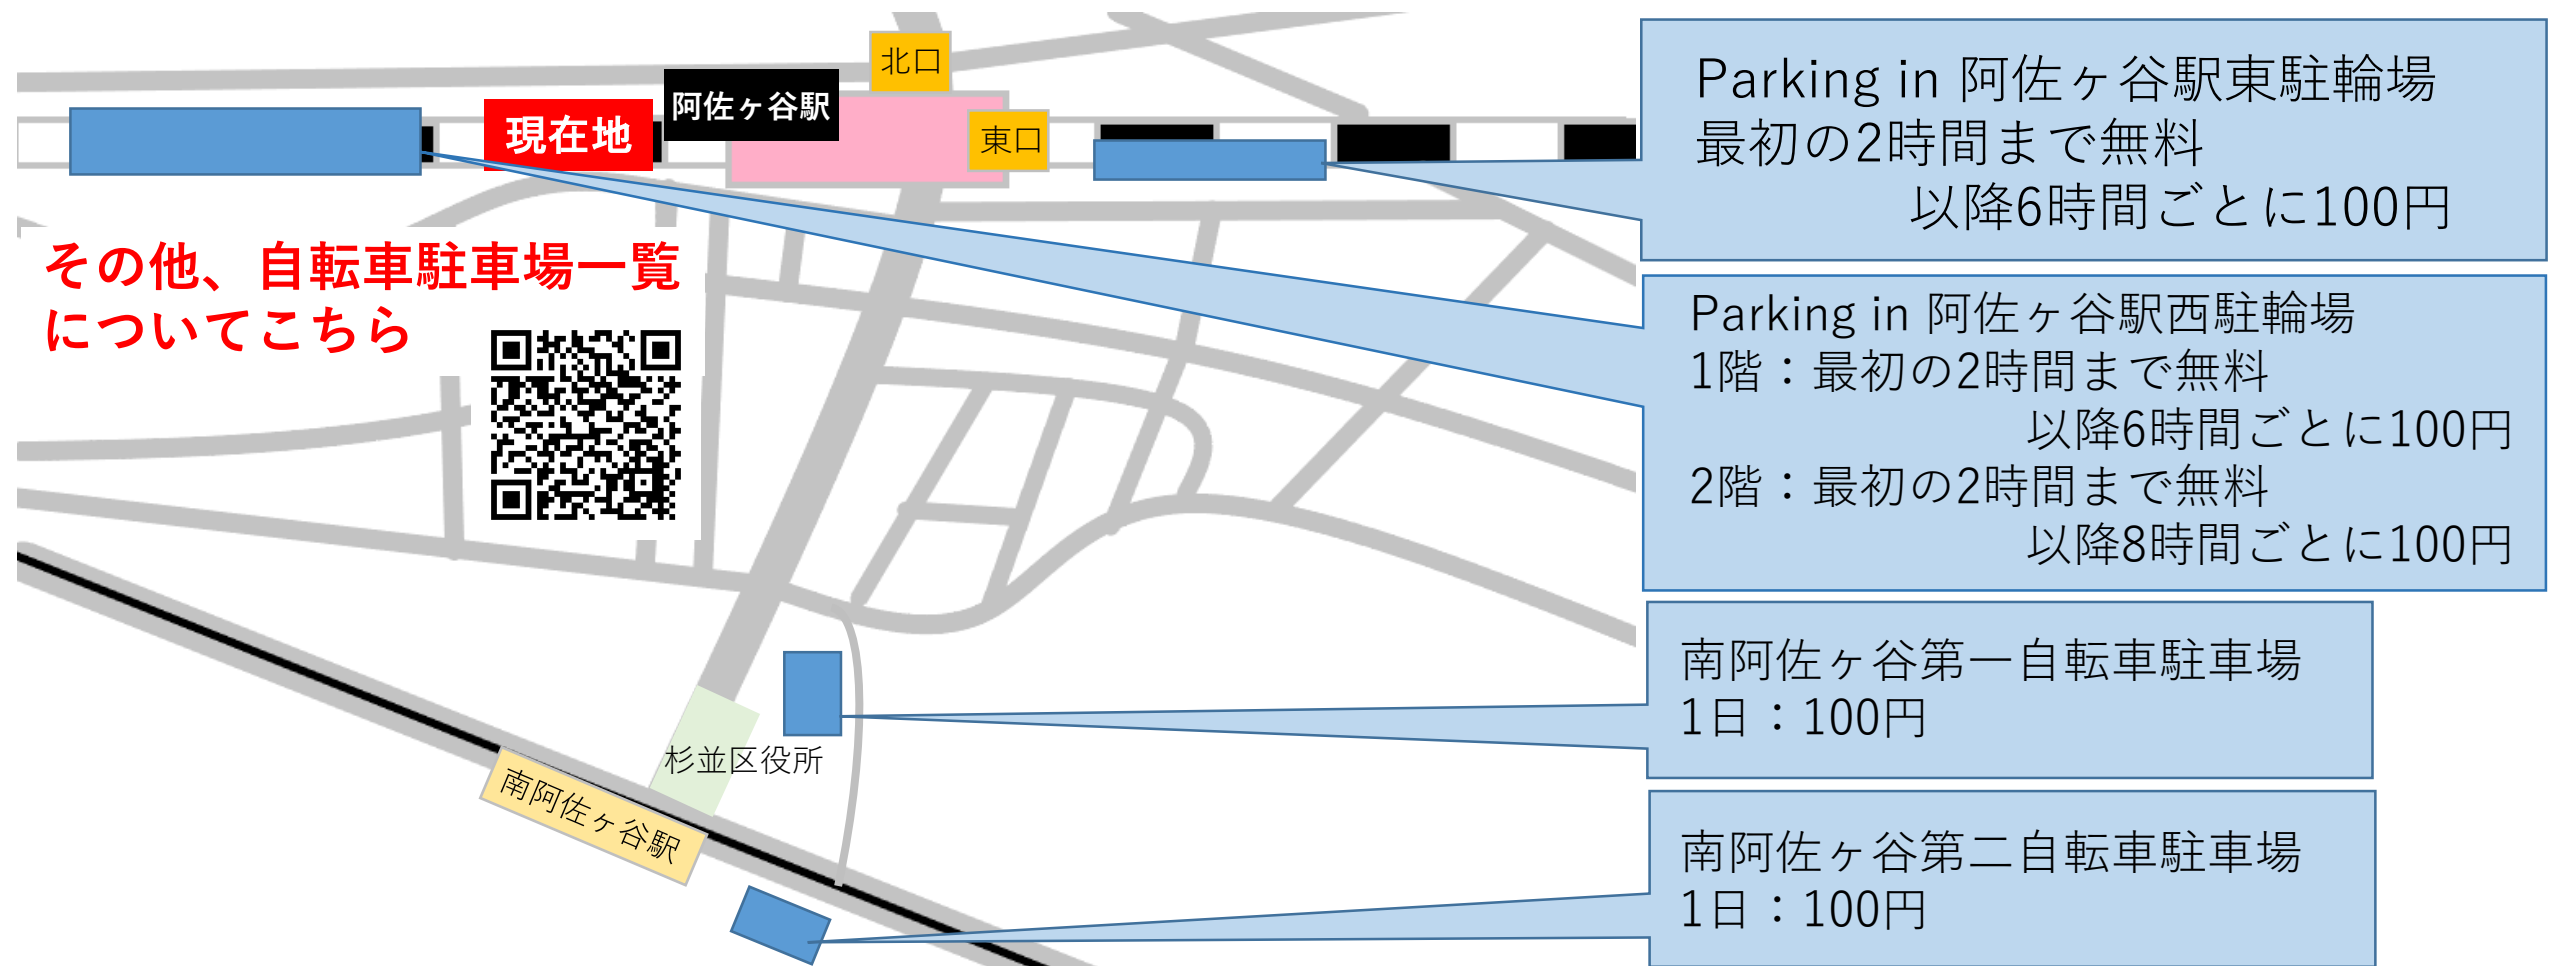 北口
阿佐ヶ谷駅
現在地
東口
その他、自転車駐車場一覧
についてこちら
杉並区役所
南阿佐ヶ谷駅
Parking in 阿佐ヶ谷駅東駐輪場
最初の2時間まで無料
以降6時間ごとに100円
Parking in 阿佐ヶ谷駅西駐輪場
1階：最初の2時間まで無料
以降6時間ごとに100円
2階：最初の2時間まで無料
以降8時間ごとに100円
南阿佐ヶ谷第一自転車駐車場
1日：100円
南阿佐ヶ谷第二自転車駐車場
1日：100円